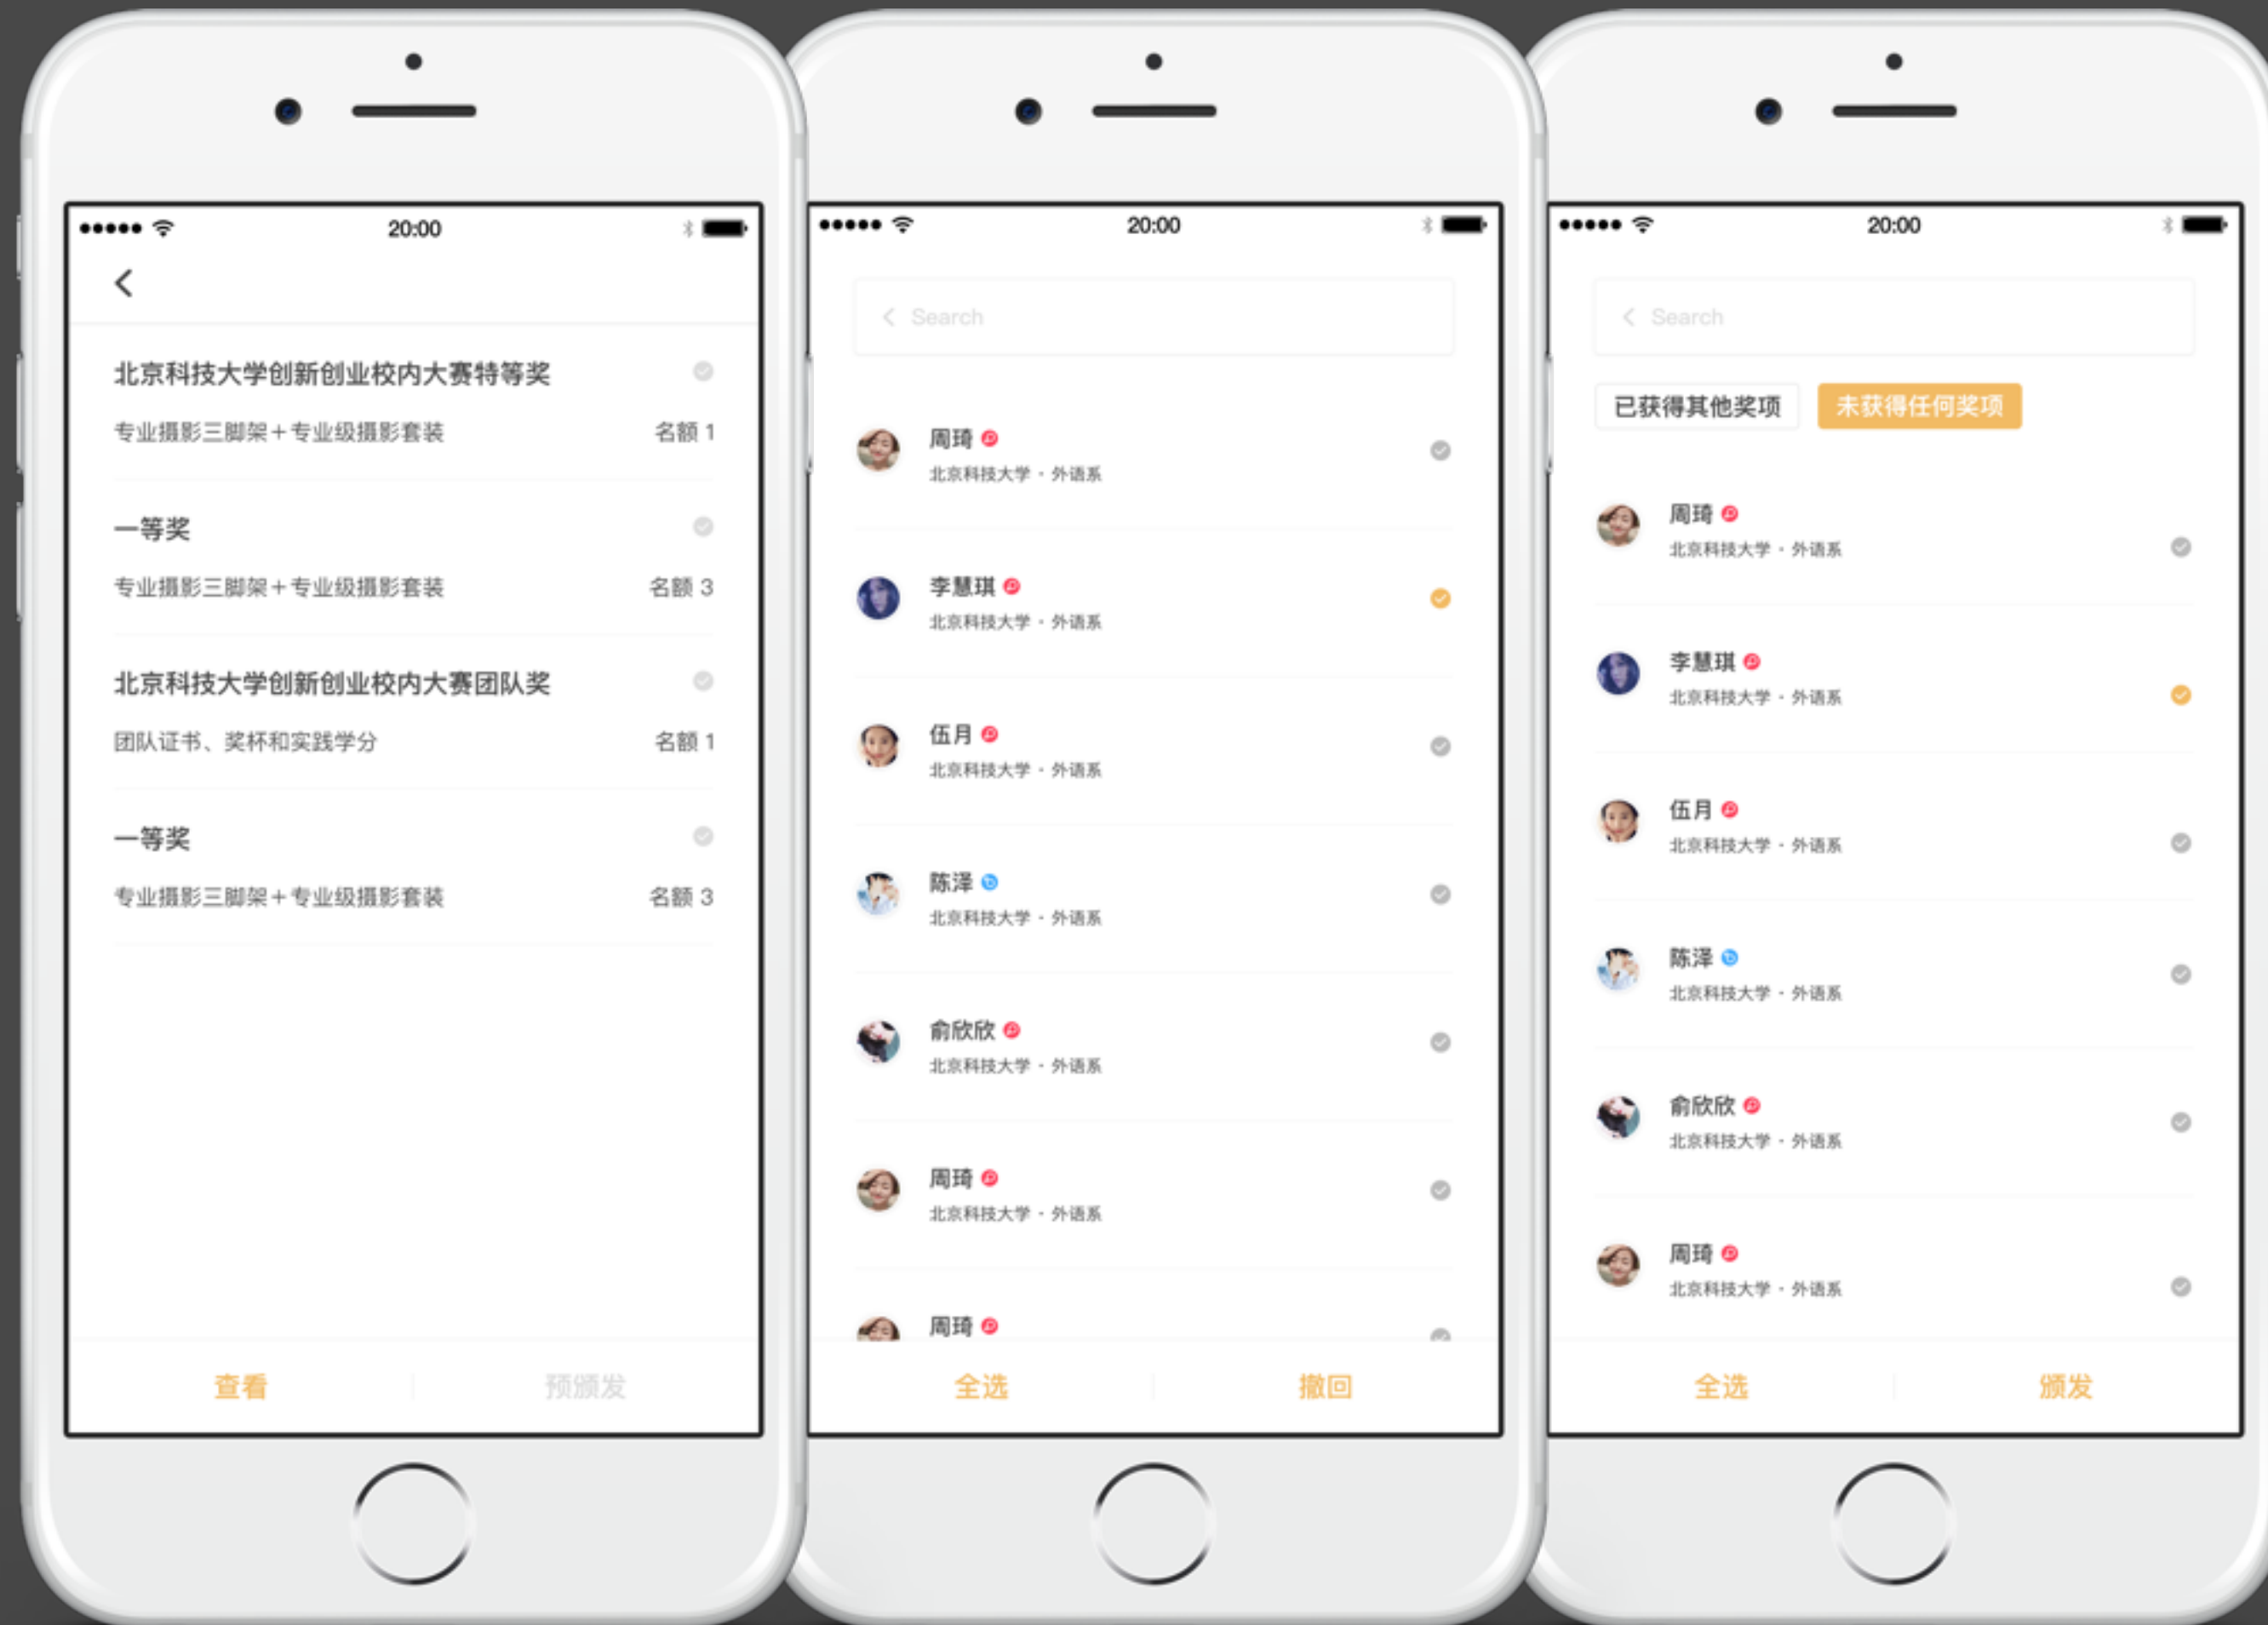 20:00
北京科技大学创新创业校内大赛特等奖
专业摄影三脚架+专业级摄影套装 名额 1
一等奖
专业摄影三脚架+专业级摄影套装 名额 3
北京科技大学创新创业校内大赛团队奖
团队证书、奖杯和实践学分 名额 1
一等奖
专业摄影三脚架+专业级摄影套装 名额 3
查看 预颁发
20:00
Search
周琦
北京科技大学 · 外语系
李慧琪
北京科技大学 · 外语系
伍月
北京科技大学 · 外语系
陈泽
北京科技大学 · 外语系
俞欣欣
北京科技大学 · 外语系
周琦
北京科技大学 · 外语系
周琦
全选 撤回
20:00
Search
已获得其他奖项 未获得任何奖项
周琦
北京科技大学 · 外语系
李慧琪
北京科技大学 · 外语系
伍月
北京科技大学 · 外语系
陈泽
北京科技大学 · 外语系
俞欣欣
北京科技大学 · 外语系
周琦
北京科技大学 · 外语系
全选 颁发